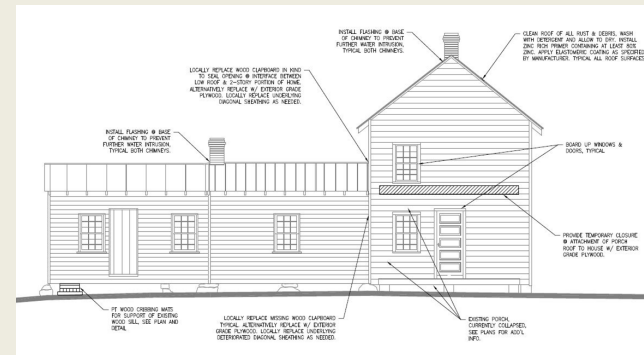 INSTALL FLASHING @ BASE
OF CHIMNEY TO PREVENT
FURTHER WATER INTRUSION,
TYPICAL BOTH CHIMNEYS.
CLEAN ROOF OF ALL RUST & DEBRIS, WASH
WITH DETERGENT AND ALLOW TO DRY. INSTALL
ZINC RICH PRIMER CONTAINING AT LEAST 80%
ZINC. APPLY ELASTOMERIC COATING AS SPECIFIED
BY MANUFACTURER. TYPICAL ALL ROOF SURFACES
LOCALLY REPLACE WOOD CLAPBOARD IN KIND
TO SEAL OPENING @ INTERFACE BETWEEN
LOW ROOF & 2-STORY PORTION OF HOME.
ALTERNATIVELY REPLACE W/ EXTERIOR GRADE
PLYWOOD. LOCALLY REPLACE UNDERLYING
DIAGONAL SHEATHING AS NEEDED.
INSTALL FLASHING @ BASE
OF CHIMNEY TO PREVENT
FURTHER WATER INTRUSION,
TYPICAL BOTH CHIMNEYS.
BOARD UP WINDOWS &
DOORS, TYPICAL
PROVIDE TEMPORARY CLOSURE
@ ATTACHMENT OF PORCH
ROOF TO HOUSE W/ EXTERIOR
GRADE PLYWOOD.
PT WOOD CRIBBING MATS
FOR SUPPORT OF EXISTING
WOOD SILL, SEE PLAN AND
DETAIL
LOCALLY REPLACE MISSING WOOD CLAPBOARD
TYPICAL. ALTERNATIVELY REPLACE W/ EXTERIOR
GRADE PLYWOOD. LOCALLY REPLACE UNDERLYING
DETERIORATED DIAGONAL SHEATHING AS NEEDED.
EXISTING PORCH,
CURRENTLY COLLAPSED,
SEE PLANS FOR ADD'L
INFO.